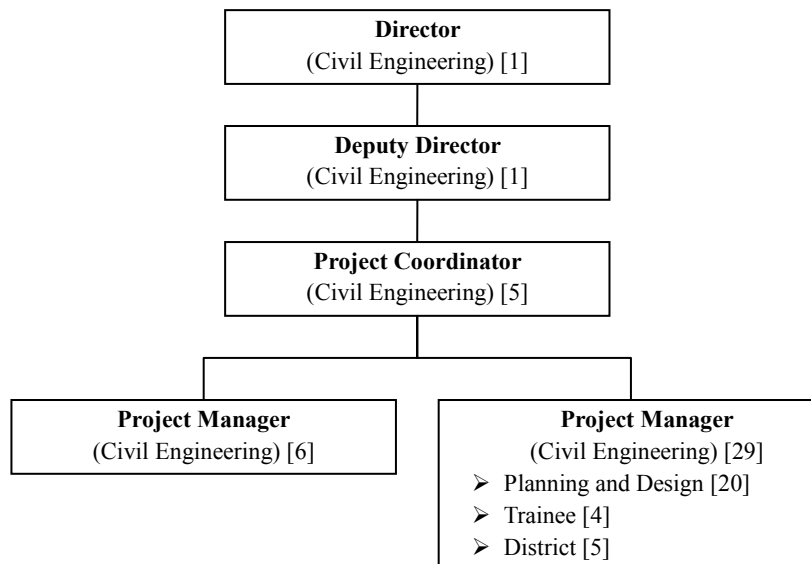 Director
(Civil Engineering) [1]
Deputy Director
(Civil Engineering) [1]
Project Coordinator
(Civil Engineering) [5]
Project Manager
(Civil Engineering) [6]
Project Manager
(Civil Engineering) [29]
➢ Planning and Design [20]
➢ Trainee [4]
➢ District [5]